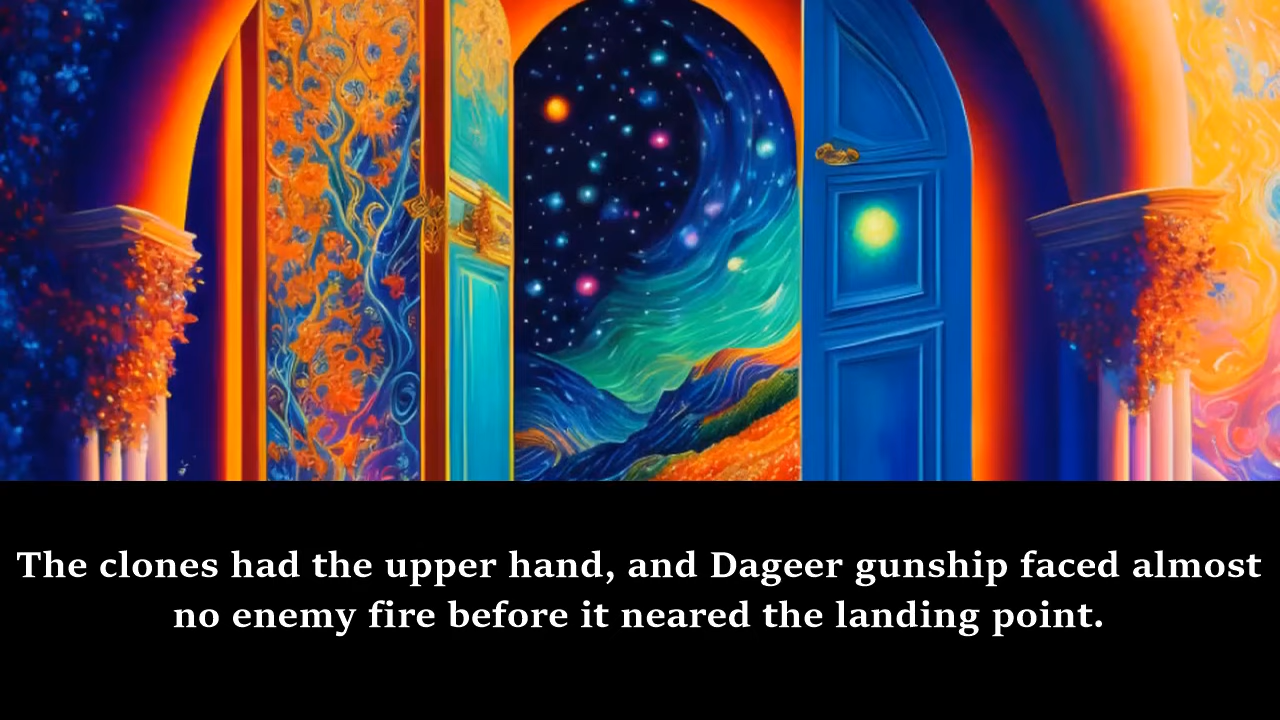 The clones had the upper hand, and Dageer gunship faced almost
no enemy fire before it neared the landing point.